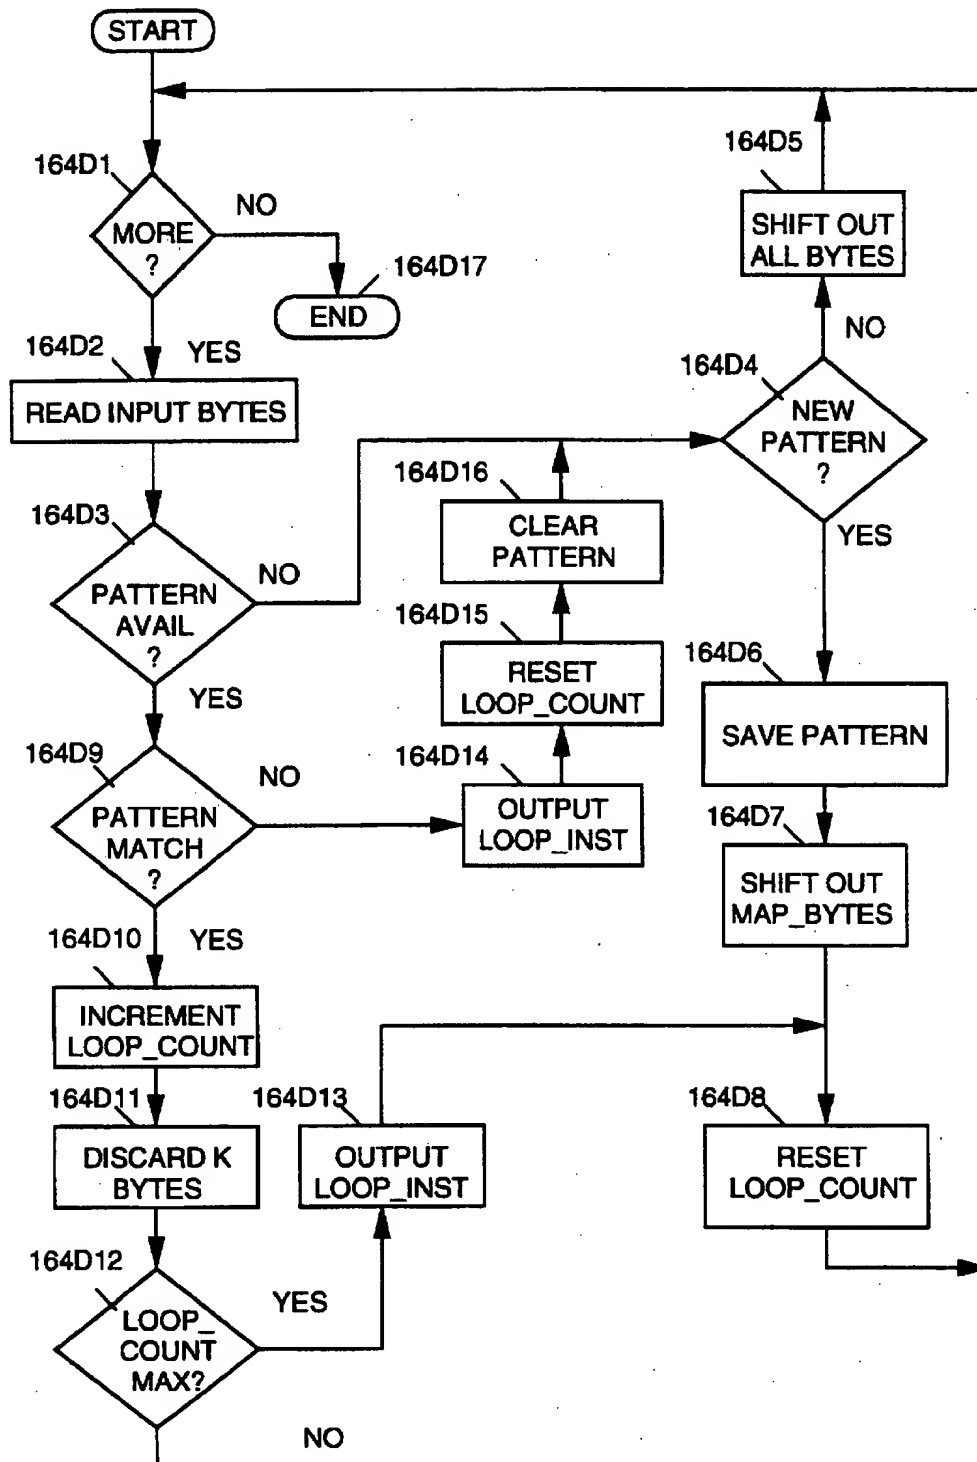 START
164D1
MORE
?
NO
164D17
END
164D2
YES
READ INPUT BYTES
164D3
PATTERN
AVAIL
?
NO
YES
164D9
PATTERN
MATCH
?
NO
164D10
YES
INCREMENT
LOOP_COUNT
164D11
DISCARD K
BYTES
164D12
LOOP_
COUNT
MAX?
YES
NO
164D13
OUTPUT
LOOP_INST
164D14
OUTPUT
LOOP_INST
164D15
RESET
LOOP_COUNT
164D16
CLEAR
PATTERN
164D5
SHIFT OUT
ALL BYTES
NO
164D4
NEW
PATTERN
?
YES
164D6
SAVE PATTERN
164D7
SHIFT OUT
MAP_BYTES
164D8
RESET
LOOP_COUNT